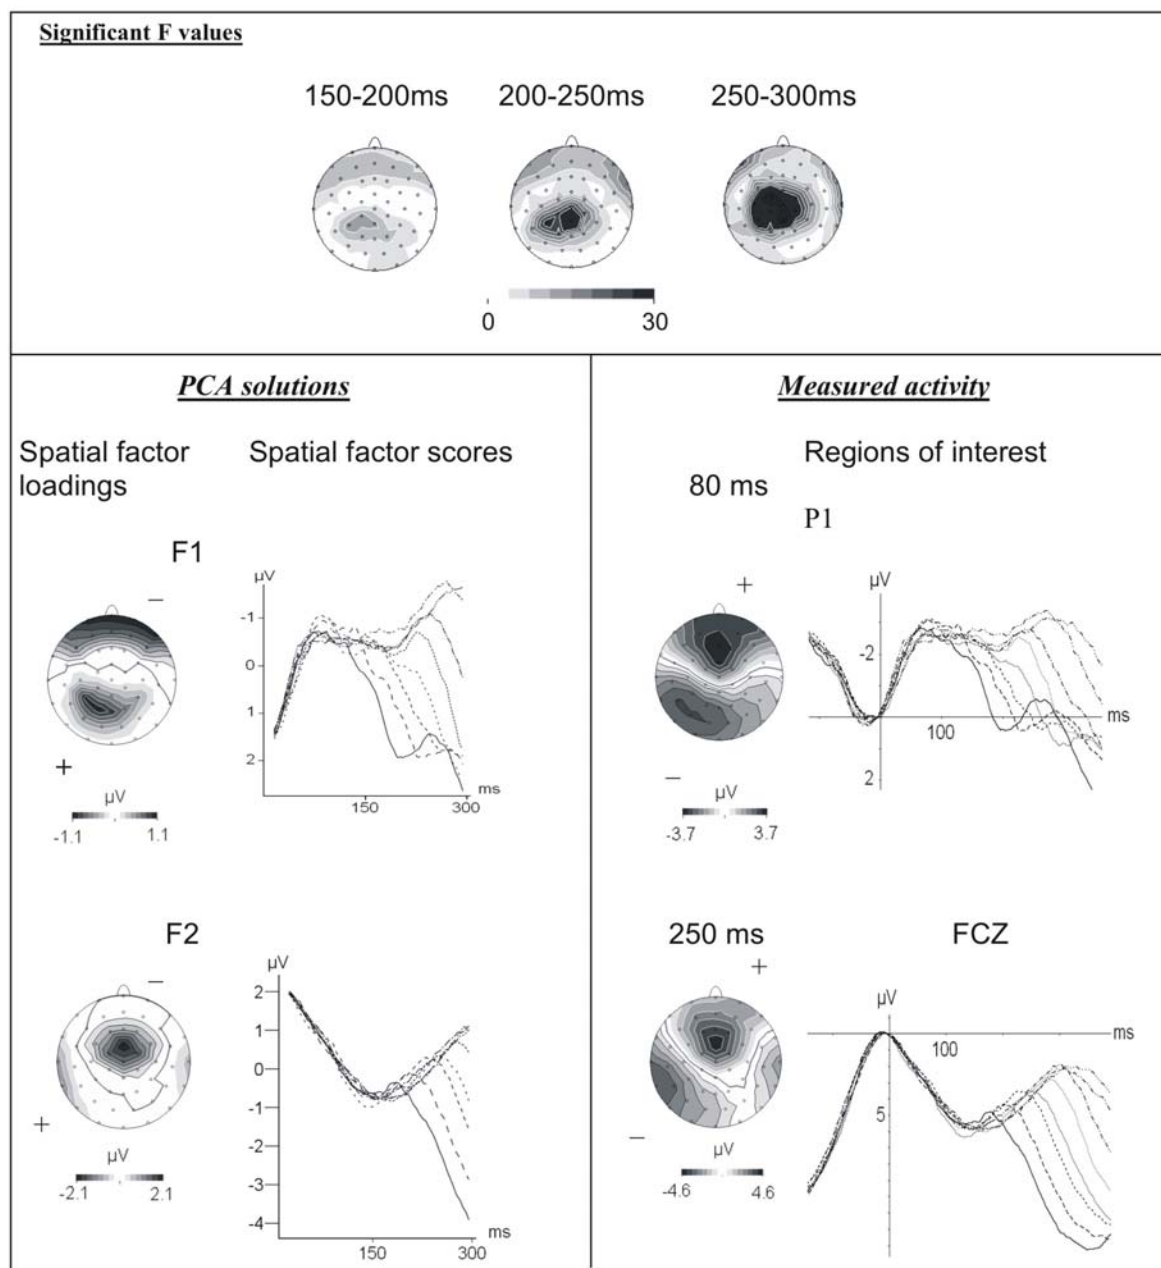 Significant F values
150-200ms 200-250ms 250-300ms
0 30
PCA solutions
Spatial factor loadings
Spatial factor scores
F1
−
+
µV
-1.1 1.1
µV
-1
0
1
2
150 300
ms
F2
−
+
µV
-2.1 2.1
µV
2
1
0
-1
-2
-3
-4
150 300
ms
Measured activity
Regions of interest
80 ms
P1
+
−
µV
-3.7 3.7
µV
-2
100
ms
2
250 ms FCZ
+
−
µV
-4.6 4.6
µV
100
ms
5